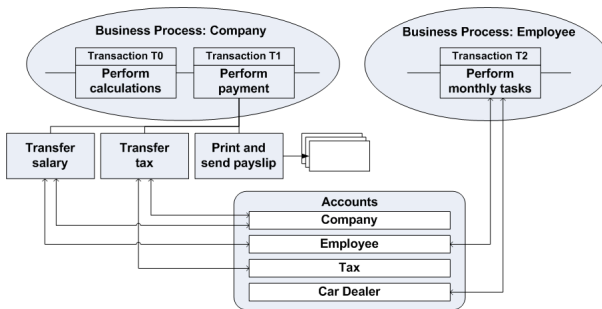 Business Process: Company
Transaction T0
Perform
calculations
Transaction T1
Perform
payment
Business Process: Employee
Transaction T2
Perform
monthly tasks
Transfer
salary
Transfer
tax
Print and
send payslip
Accounts
Company
Employee
Tax
Car Dealer